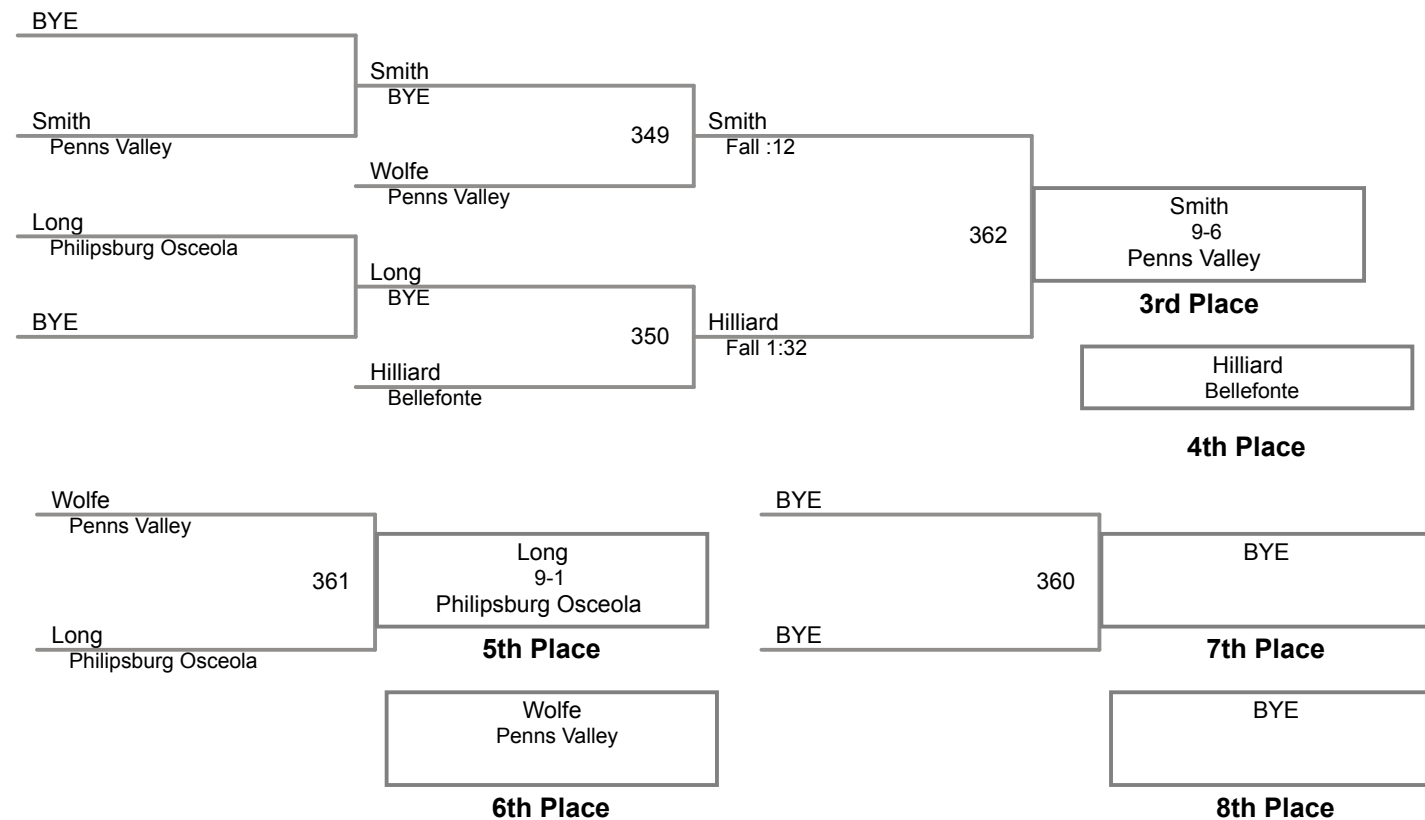 BYE
Smith
BYE
Smith
Penns Valley
349
Smith
Fall :12
Wolfe
Penns Valley
Long
Philipsburg Osceola
362
Smith
9-6
Penns Valley
3rd Place
Long
BYE
BYE
350
Hilliard
Fall 1:32
Hilliard
Bellefonte
Hilliard
Bellefonte
4th Place
Wolfe
Penns Valley
361
Long
9-1
Philipsburg Osceola
Long
Philipsburg Osceola
5th Place
Wolfe
Penns Valley
6th Place
BYE
360
BYE
BYE
7th Place
BYE
8th Place